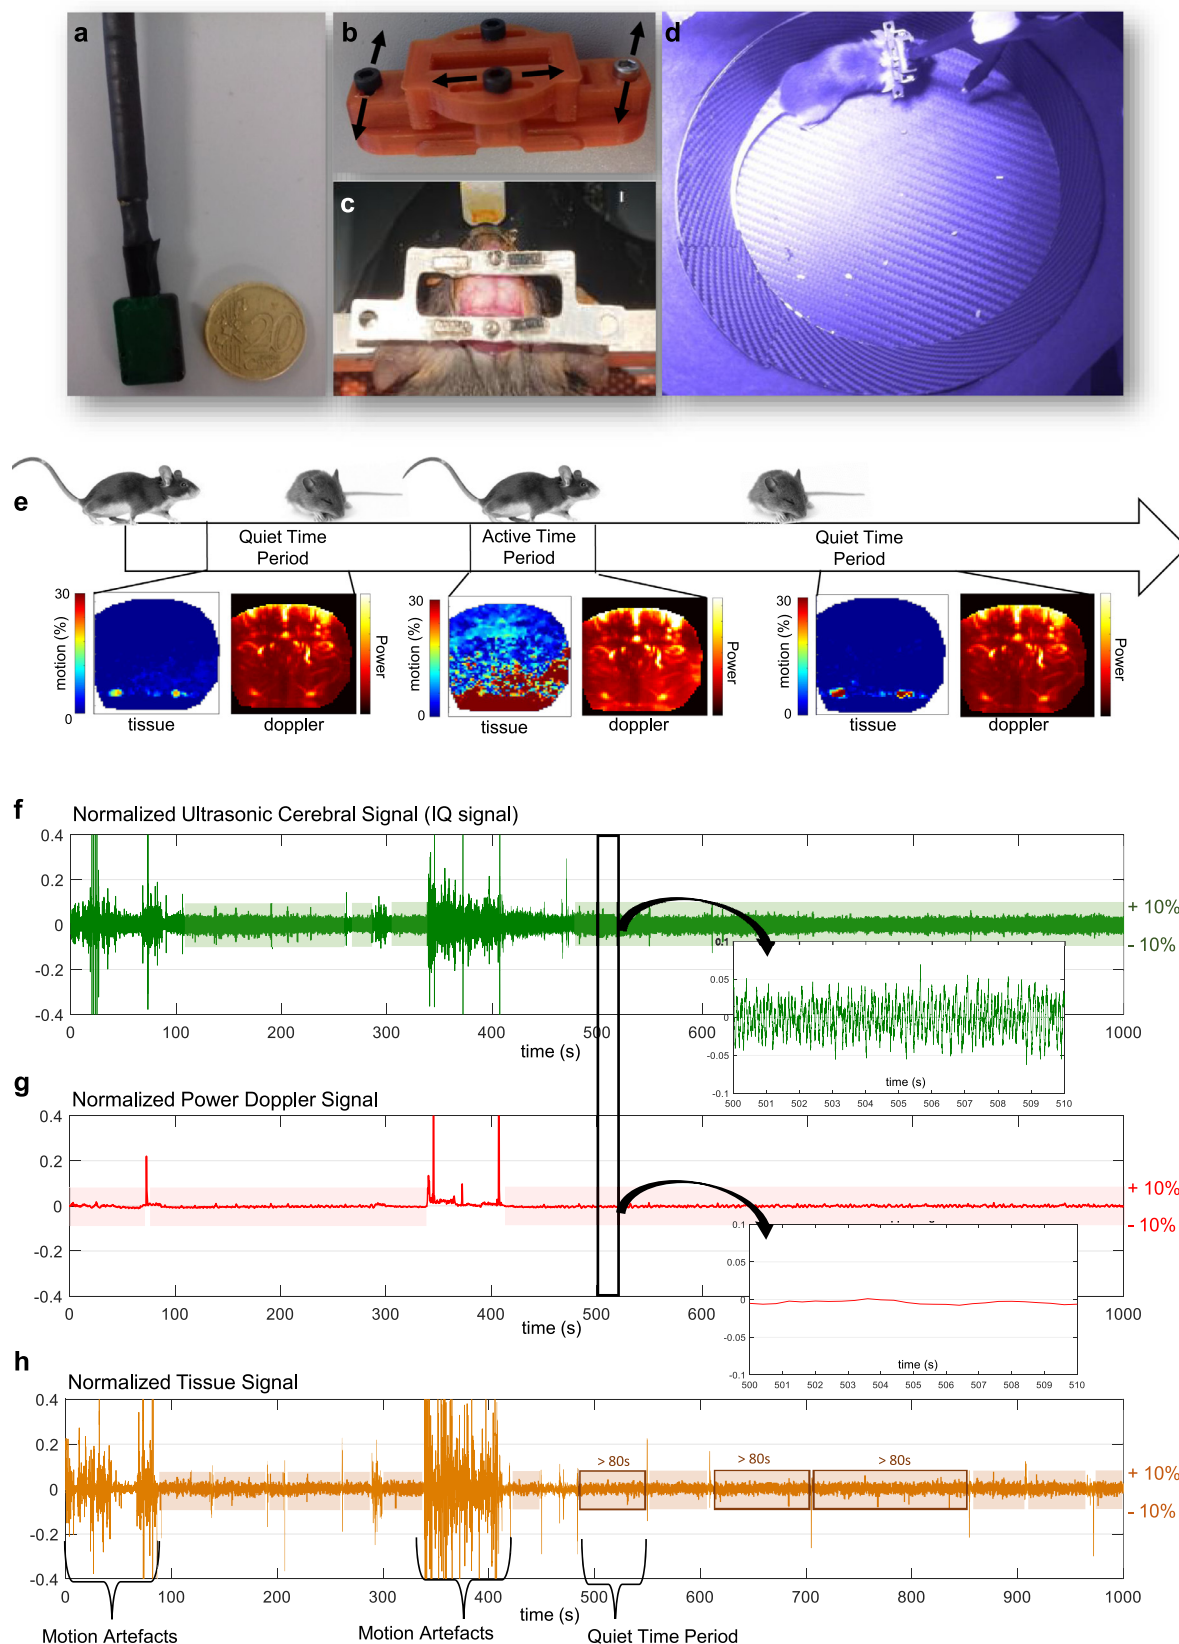 a
b
d
20
c
e
Quiet Time
Period
Active Time
Period
Quiet Time
Period
30
motion (%)
0
tissue
doppler
Power
30
motion (%)
0
tissue
doppler
Power
30
motion (%)
0
tissue
doppler
Power
f
Normalized Ultrasonic Cerebral Signal (IQ signal)
0.4
0.2
0
-0.2
-0.4
+ 10%
- 10%
0 100 200 300 400 500 600 1000
time (s)
0.1
0.05
0
-0.05
-0.1
time (s)
500 501 502 503 504 505 506 507 508 509 510
g
Normalized Power Doppler Signal
0.4
0.2
0
-0.2
-0.4
+ 10%
- 10%
0 100 200 300 400 500 600 1000
time (s)
0.1
0.05
0
-0.05
-0.1
time (s)
500 501 502 503 504 505 506 507 508 509 510
h
Normalized Tissue Signal
0.4
0.2
0
-0.2
-0.4
> 80s
> 80s
> 80s
+ 10%
- 10%
0 100 200 300 400 500 600 700 800 900 1000
time (s)
Motion Artefacts
Motion Artefacts
Quiet Time Period